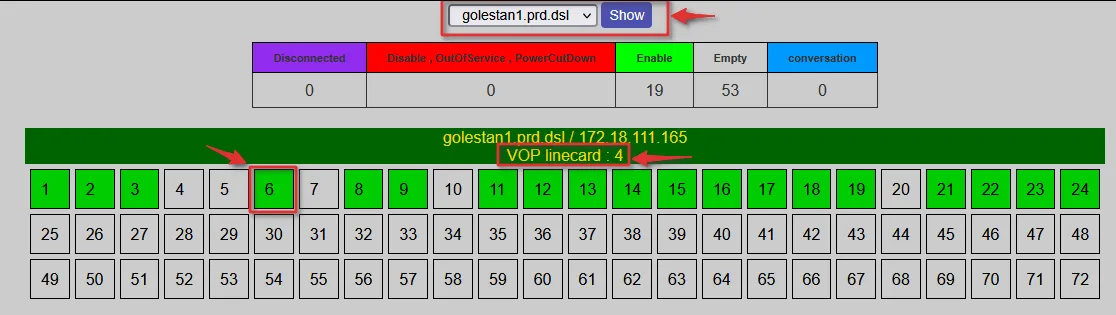 golestan1.prd.dsl Show
Disconnected Disable , OutOfService , PowerCutDown Enable Empty conversation
0 0 19 53 0
golestan1.prd.dsl / 172.18.111.165
VOP linecard : 4
1 2 3 4 5 6 7 8 9 10 11 12 13 14 15 16 17 18 19 20 21 22 23 24
25 26 27 28 29 30 31 32 33 34 35 36 37 38 39 40 41 42 43 44 45 46 47 48
49 50 51 52 53 54 55 56 57 58 59 60 61 62 63 64 65 66 67 68 69 70 71 72